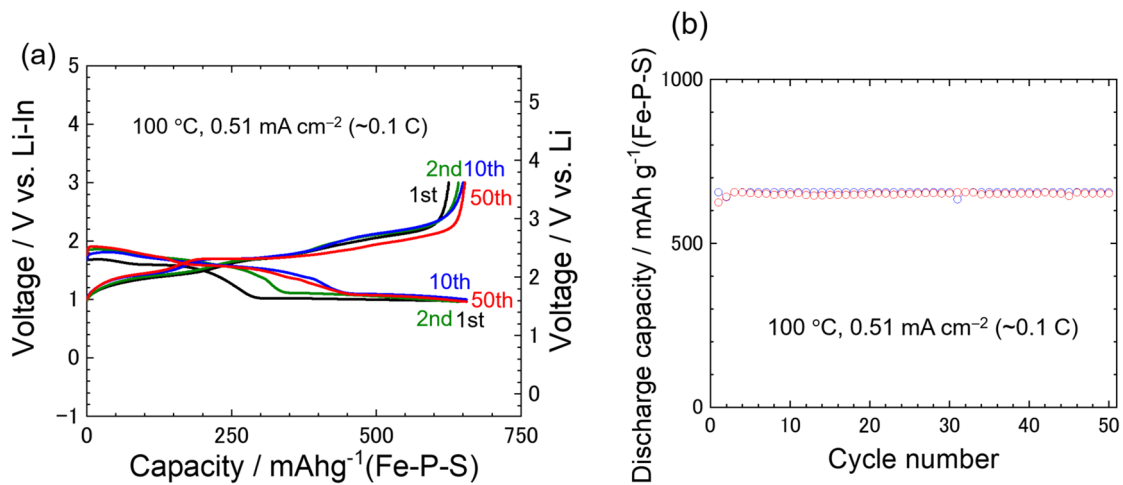 (a)
5
4
3
2
1
0
−1
Voltage / V vs. Li-In
100 °C, 0.51 mA cm⁻² (~0.1 C)
2nd 10th
1st
50th
10th
50th
2nd 1st
5
4
3
2
1
0
Voltage / V vs. Li
0 250 500 750
Capacity / mAhg⁻¹(Fe-P-S)
(b)
1000
500
0
Discharge capacity / mAh g⁻¹(Fe-P-S)
100 °C, 0.51 mA cm⁻² (~0.1 C)
0 10 20 30 40 50
Cycle number